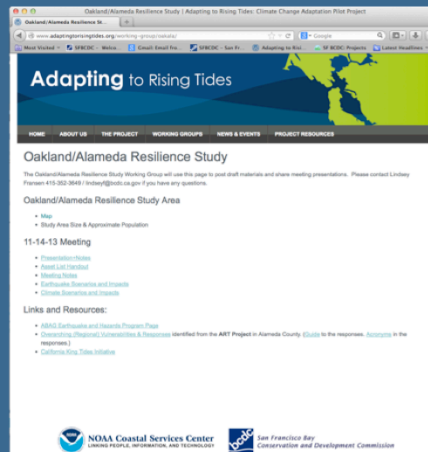 Oakland/Alameda Resilience Study | Adapting to Rising Tides: Climate Change Adaptation Pilot Project
Oakland/Alameda Resilience St...
www.adaptingtorisingtides.org/working-group/oakala/
Google
Most Visited
SFBCDC - Welco...
Gmail: Email fro...
SFBCDC - San Fr...
Adapting to Risi...
SF BCDC: Projects
Latest Headlines
Adapting to Rising Tides
HOME ABOUT US THE PROJECT WORKING GROUPS NEWS & EVENTS PROJECT RESOURCES
Oakland/Alameda Resilience Study
The Oakland/Alameda Resilience Study Working Group will use this page to post draft materials and share meeting presentations. Please contact Lindsey
Fransen 415-352-3649 / lindseyf@bcdc.ca.gov if you have any questions.
Oakland/Alameda Resilience Study Area
Map
Study Area Size & Approximate Population
11-14-13 Meeting
Presentation+Notes
Asset List Handout
Meeting Notes
Earthquake Scenarios and Impacts
Climate Scenarios and Impacts
Links and Resources:
ABAG Earthquake and Hazards Program Page
Overarching (Regional) Vulnerabilities & Responses identified from the ART Project in Alameda County. (Guide to the responses. Acronyms in the
responses.)
California King Tides Initiative
NOAA Coastal Services Center
LINKING PEOPLE, INFORMATION, AND TECHNOLOGY
bcdc
San Francisco Bay
Conservation and Development Commission